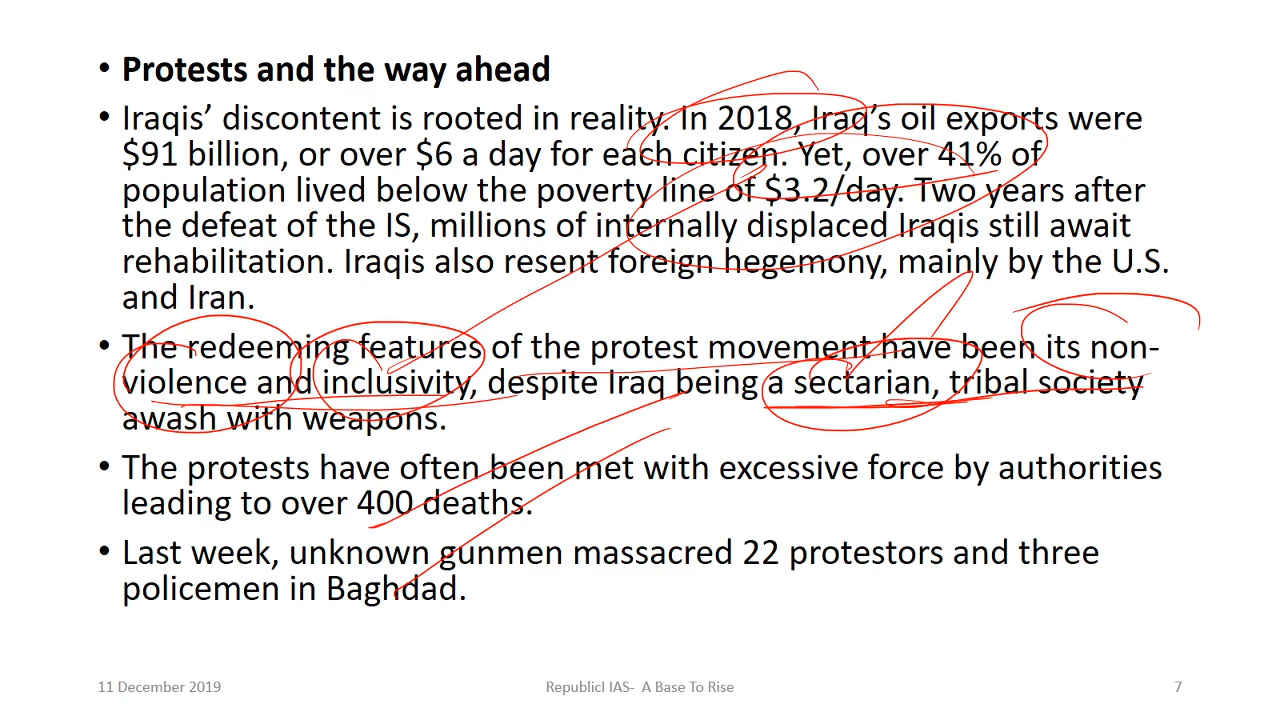 • Protests and the way ahead
• Iraqis' discontent is rooted in reality. In 2018, Iraq's oil exports were
$91 billion, or over $6 a day for each citizen. Yet, over 41% of
population lived below the poverty line of $3.2/day. Two years after
the defeat of the IS, millions of internally displaced Iraqis still await
rehabilitation. Iraqis also resent foreign hegemony, mainly by the U.S.
and Iran.
• The redeeming features of the protest movement have been its non-
violence and inclusivity, despite Iraq being a sectarian, tribal society
awash with weapons.
• The protests have often been met with excessive force by authorities
leading to over 400 deaths.
• Last week, unknown gunmen massacred 22 protestors and three
policemen in Baghdad.
11 December 2019 RepublicI IAS- A Base To Rise 7